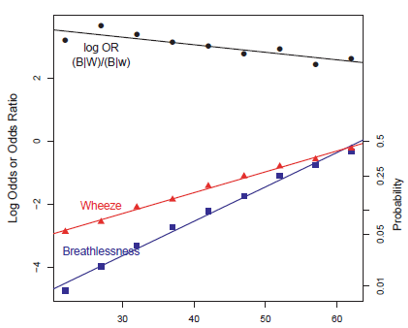 log OR
(B|W)/(B|w)
Wheeze
Breathlessness
Log Odds or Odds Ratio
2
0
−2
−4
Probability
0.5
0.25
0.05
0.01
30
40
50
60